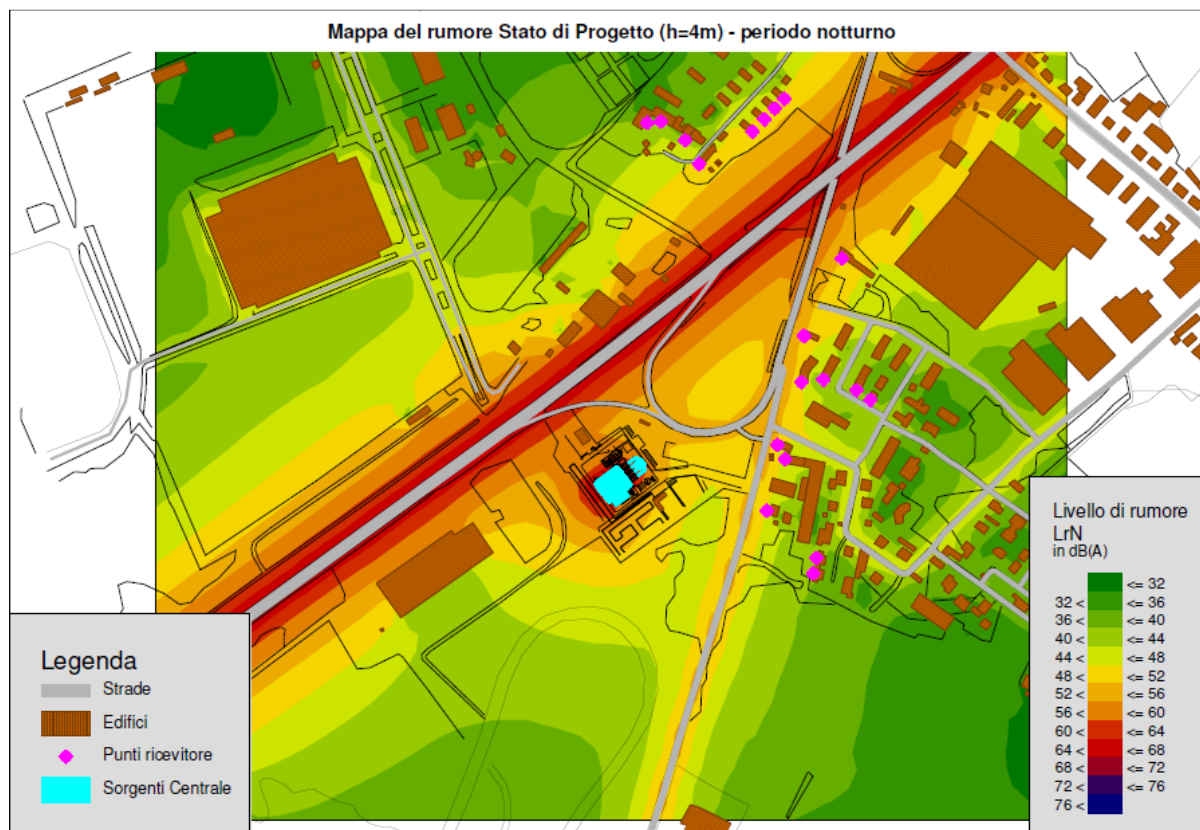 Mappa del rumore Stato di Progetto (h=4m) - periodo notturno
Legenda
Strade
Edifici
Punti ricevitore
Sorgenti Centrale
Livello di rumore
LrN
in dB(A)
<= 32
32 < <= 36
36 < <= 40
40 < <= 44
44 < <= 48
48 < <= 52
52 < <= 56
56 < <= 60
60 < <= 64
64 < <= 68
68 < <= 72
72 < <= 76
76 <